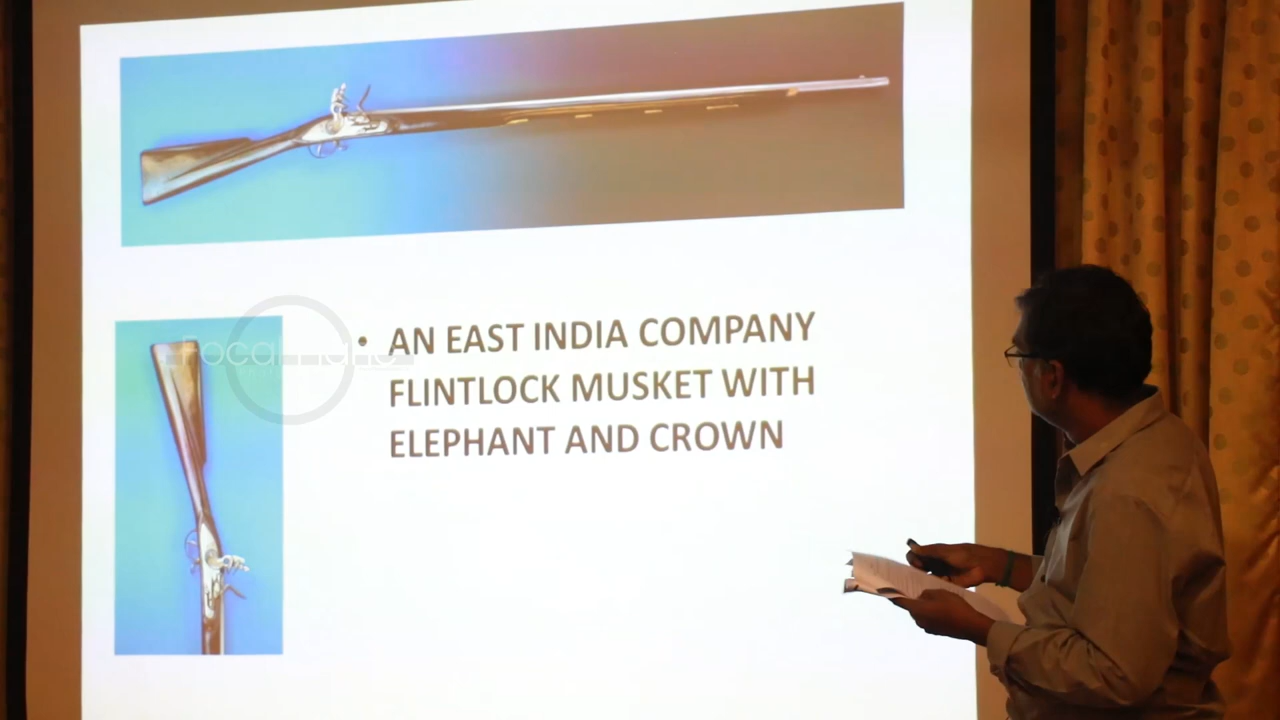 • AN EAST INDIA COMPANY
FLINTLOCK MUSKET WITH
ELEPHANT AND CROWN